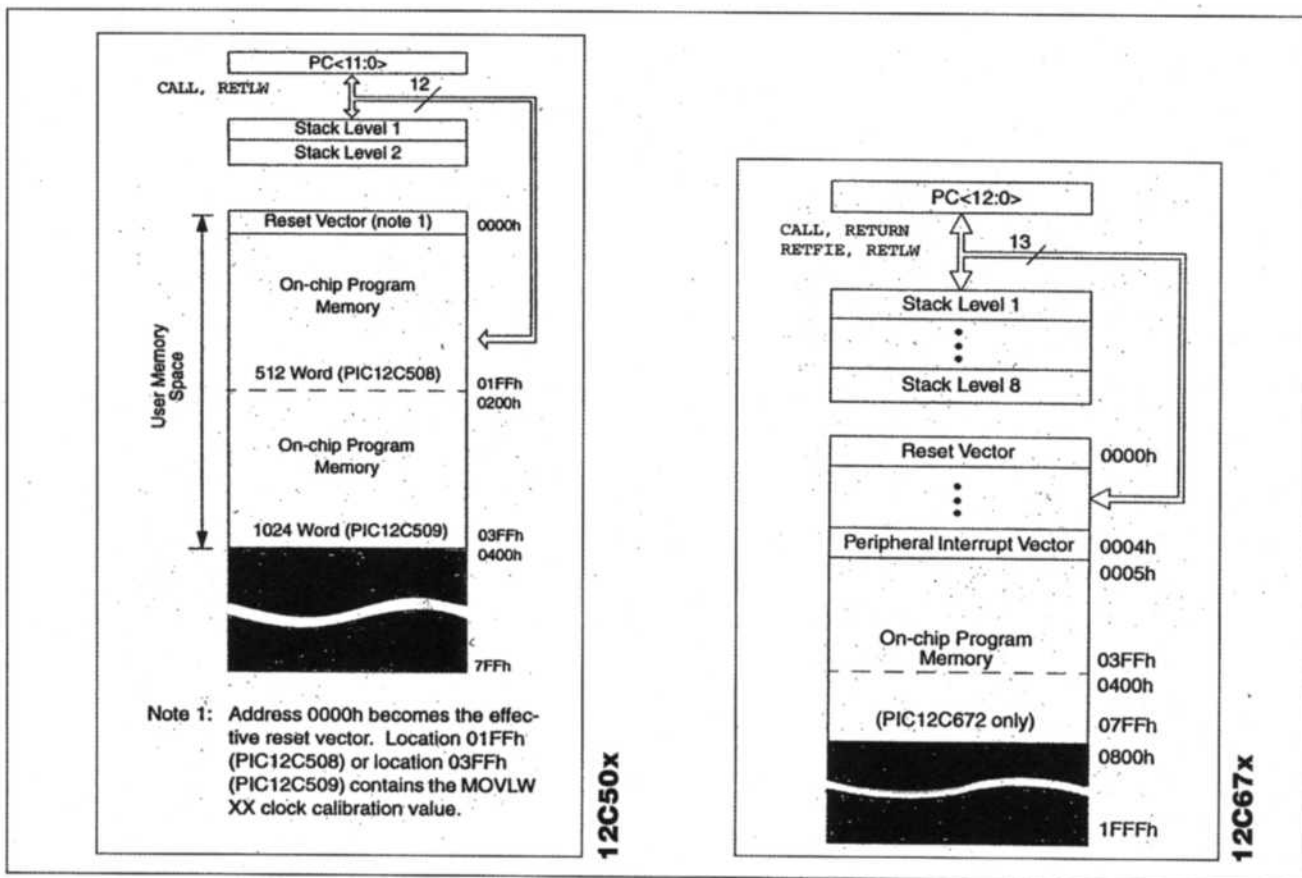 PC<11:0>
CALL, RETLW
12
Stack Level 1
Stack Level 2
Reset Vector (note 1)
0000h
On-chip Program
Memory
User Memory
Space
512 Word (PIC12C508)
01FFh
0200h
On-chip Program
Memory
1024 Word (PIC12C509)
03FFh
0400h
7FFh
Note 1: Address 0000h becomes the effec-
tive reset vector. Location 01FFh
(PIC12C508) or location 03FFh
(PIC12C509) contains the MOVLW
XX clock calibration value.
12C50x
PC<12:0>
CALL, RETURN
RETFIE, RETLW
13
Stack Level 1
Stack Level 8
Reset Vector
0000h
Peripheral Interrupt Vector
0004h
0005h
On-chip Program
Memory
03FFh
0400h
(PIC12C672 only)
07FFh
0800h
1FFFh
12C67x